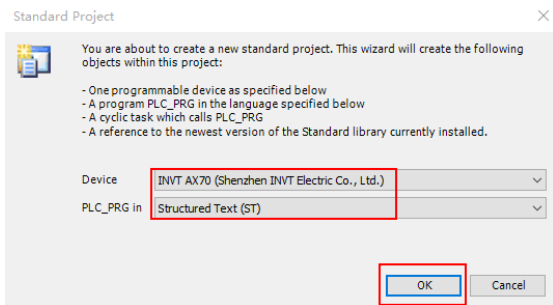 Standard Project
You are about to create a new standard project. This wizard will create the following
objects within this project:
- One programmable device as specified below
- A program PLC_PRG in the language specified below
- A cyclic task which calls PLC_PRG
- A reference to the newest version of the Standard library currently installed.
Device INVT AX70 (Shenzhen INVT Electric Co., Ltd.)
PLC_PRG in Structured Text (ST)
OK Cancel